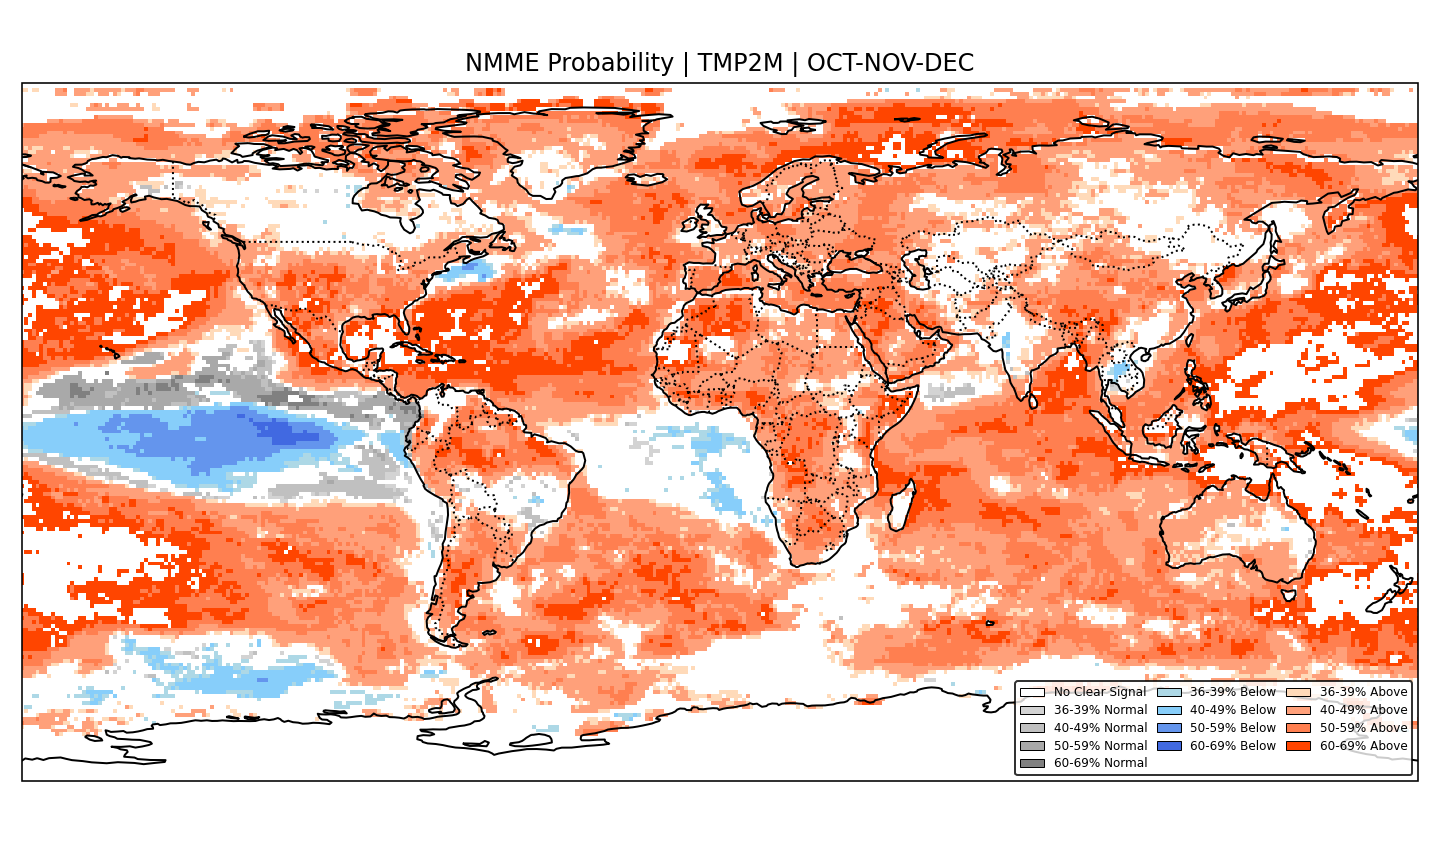 NMME Probability | TMP2M | OCT-NOV-DEC
No Clear Signal 36-39% Below 36-39% Above
36-39% Normal 40-49% Below 40-49% Above
40-49% Normal 50-59% Below 50-59% Above
50-59% Normal 60-69% Below 60-69% Above
60-69% Normal